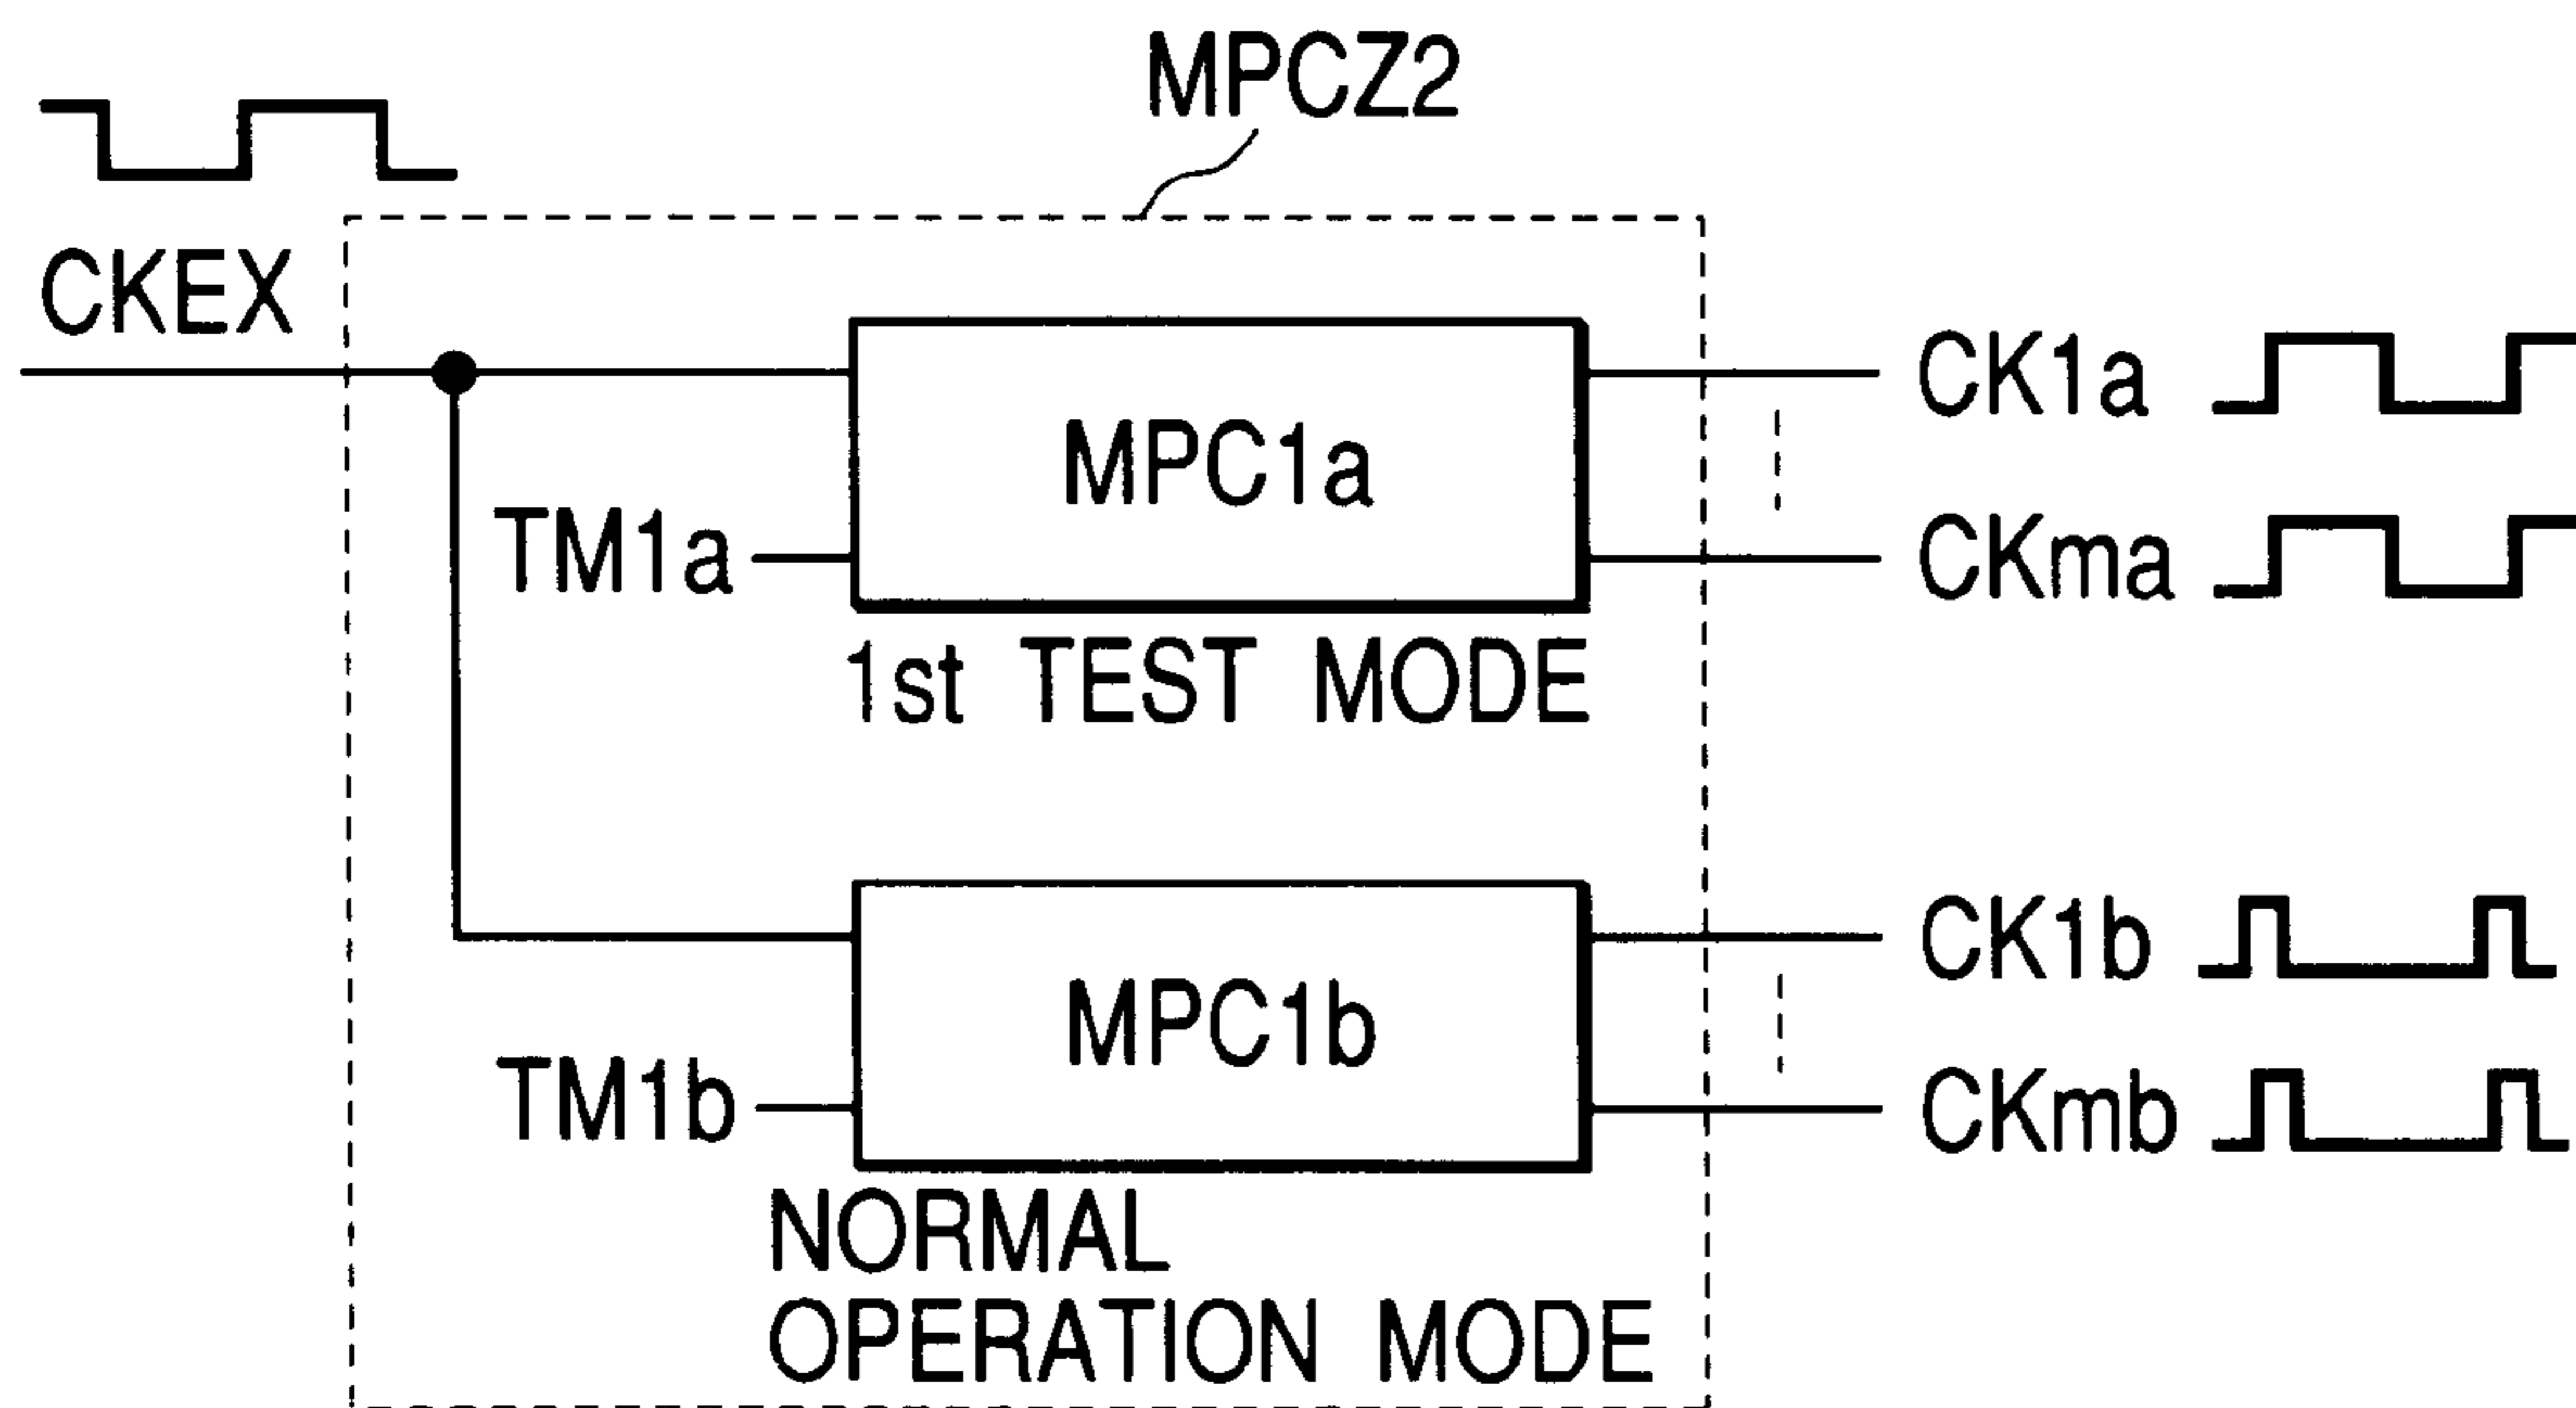 MPCZ2
CKEX
MPC1a
TM1a
1st TEST MODE
CK1a
CKma
MPC1b
TM1b
NORMAL
OPERATION MODE
CK1b
CKmb